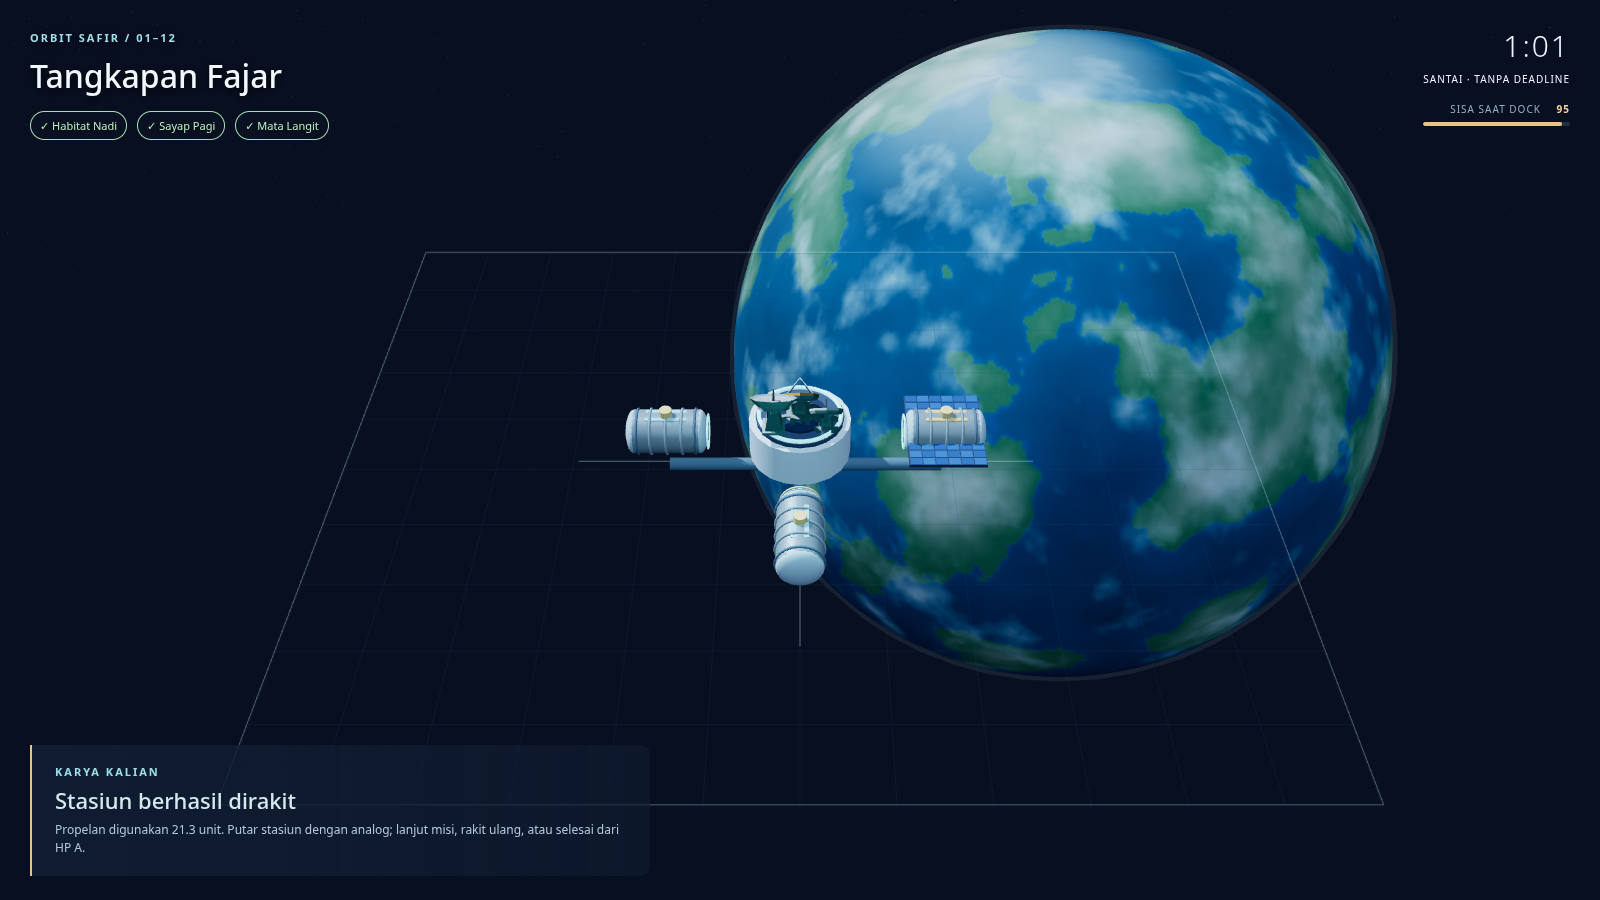 ORBIT SAFIR / 01–12
Tangkapan Fajar
✓ Habitat Nadi
✓ Sayap Pagi
✓ Mata Langit
1:01
SANTAI · TANPA DEADLINE
SISA SAAT DOCK 95
KARYA KALIAN
Stasiun berhasil dirakit
Propelan digunakan 21.3 unit. Putar stasiun dengan analog; lanjut misi, rakit ulang, atau selesai dari
HP A.